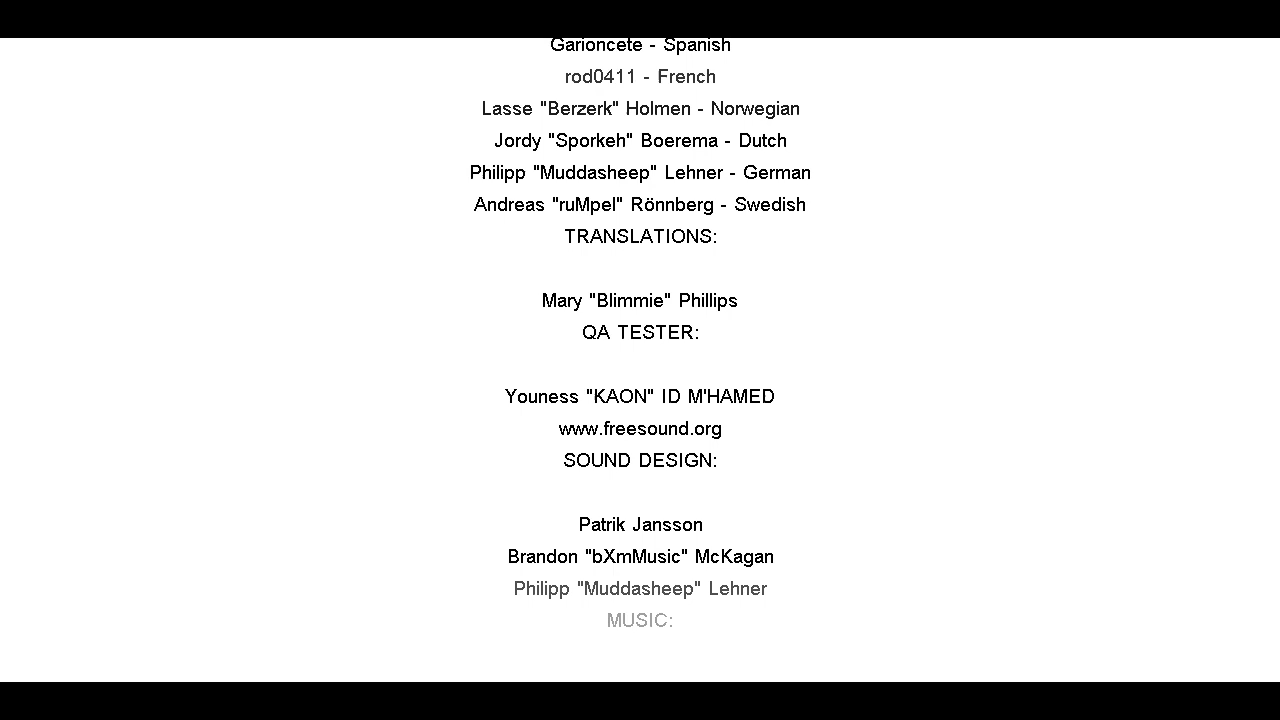 Garioncete - Spanish
rod0411 - French
Lasse "Berzerk" Holmen - Norwegian
Jordy "Sporkeh" Boerema - Dutch
Philipp "Muddasheep" Lehner - German
Andreas "ruMpel" Rönnberg - Swedish
TRANSLATIONS:
Mary "Blimmie" Phillips
QA TESTER:
Youness "KAON" ID M'HAMED
www.freesound.org
SOUND DESIGN:
Patrik Jansson
Brandon "bXmMusic" McKagan
Philipp "Muddasheep" Lehner
MUSIC: